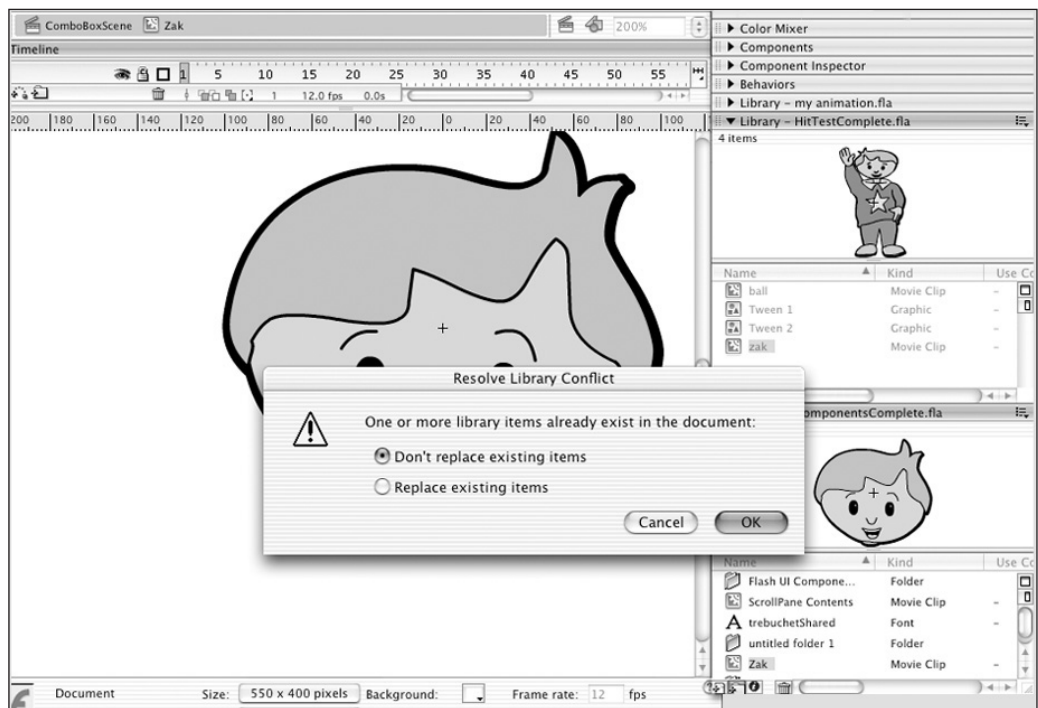 ComboBoxScene Zak 200%
Timeline
1 5 10 15 20 25 30 35 40 45 50 55
1 12.0 fps 0.0s
200 180 160 140 120 100 80 60 40 20 0 20 40 60 80 100
Resolve Library Conflict
One or more library items already exist in the document:
Don't replace existing items
Replace existing items
Cancel OK
Document Size: 550 x 400 pixels Background: Frame rate: 12 fps
Color Mixer
Components
Component Inspector
Behaviors
Library – my animation.fla
Library – HitTestComplete.fla
4 items
Name Kind Use Co
ball Movie Clip –
Tween 1 Graphic –
Tween 2 Graphic –
zak Movie Clip –
omponentsComplete.fla
Name Kind Use Co
Flash UI Compone... Folder
ScrollPane Contents Movie Clip –
trebuchetShared Font –
untitled folder 1 Folder
Zak Movie Clip –